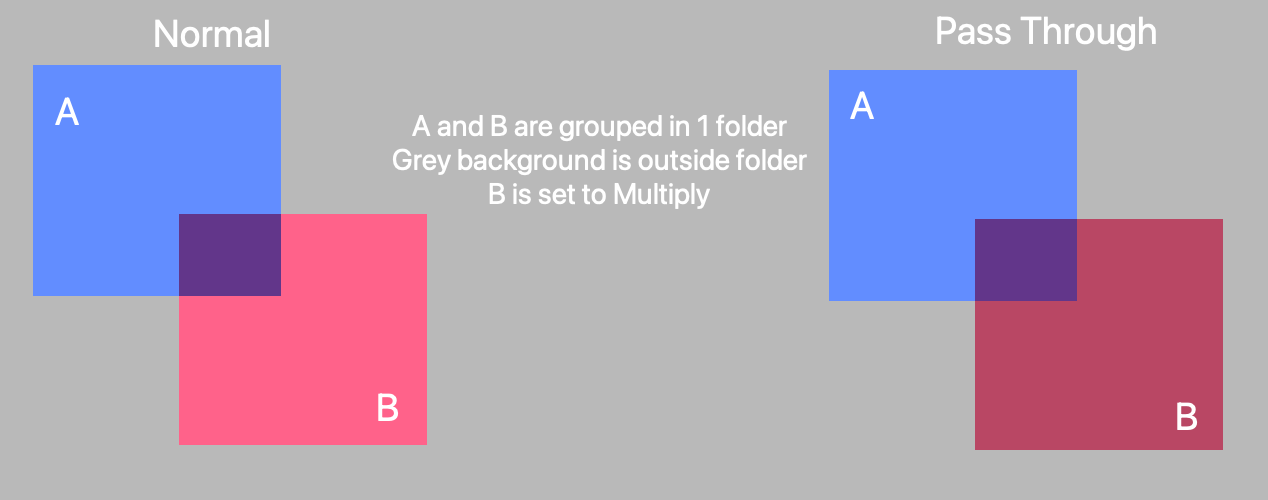 Normal
Pass Through
A
A and B are grouped in 1 folder
Grey background is outside folder
B is set to Multiply
A
B
B